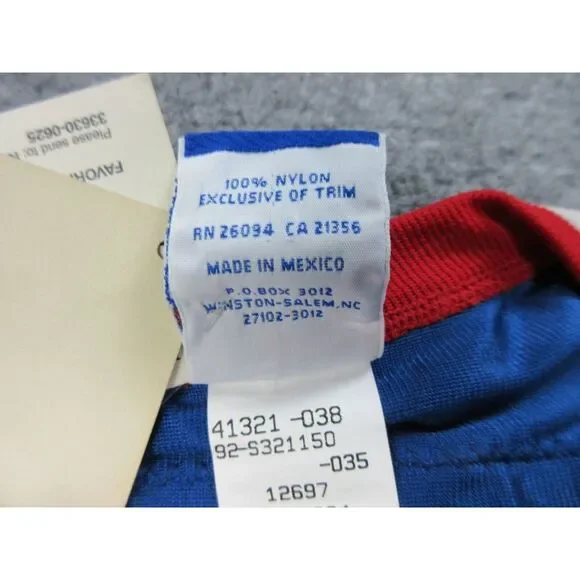 33630-0625
Please send to: 
FAVOR
100% NYLON
EXCLUSIVE OF TRIM
RN 26094 CA 21356
MADE IN MEXICO
P.O.BOX 3012
WINSTON-SALEM,NC
27102-3012
41321 -038
92-S321150
-035
12697